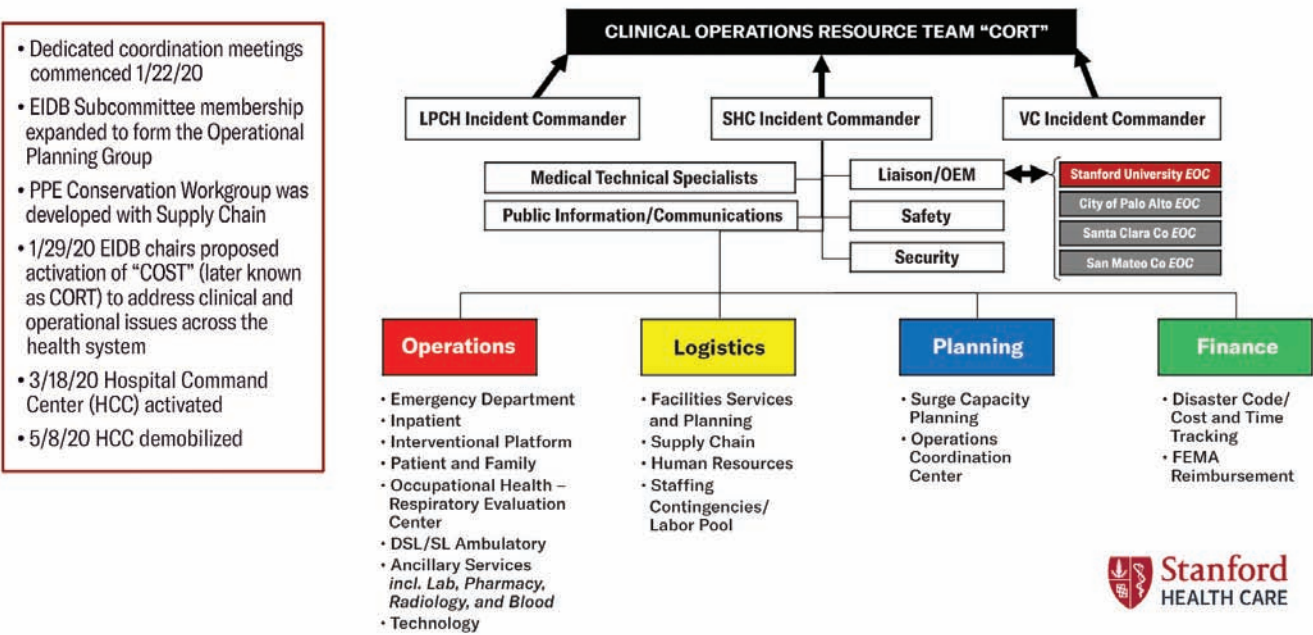 • Dedicated coordination meetings
commenced 1/22/20
• EIDB Subcommittee membership
expanded to form the Operational
Planning Group
• PPE Conservation Workgroup was
developed with Supply Chain
• 1/29/20 EIDB chairs proposed
activation of “COST” (later known
as CORT) to address clinical and
operational issues across the
health system
• 3/18/20 Hospital Command
Center (HCC) activated
• 5/8/20 HCC demobilized
CLINICAL OPERATIONS RESOURCE TEAM “CORT”
LPCH Incident Commander
SHC Incident Commander
VC Incident Commander
Medical Technical Specialists
Public Information/Communications
Liaison/OEM
Safety
Security
Stanford University EOC
City of Palo Alto EOC
Santa Clara Co EOC
San Mateo Co EOC
Operations
• Emergency Department
• Inpatient
• Interventional Platform
• Patient and Family
• Occupational Health –
Respiratory Evaluation
Center
• DSL/SL Ambulatory
• Ancillary Services
incl. Lab, Pharmacy,
Radiology, and Blood
• Technology
Logistics
• Facilities Services
and Planning
• Supply Chain
• Human Resources
• Staffing
Contingencies/
Labor Pool
Planning
• Surge Capacity
Planning
• Operations
Coordination
Center
Finance
• Disaster Code/
Cost and Time
Tracking
• FEMA
Reimbursement
Stanford
HEALTH CARE